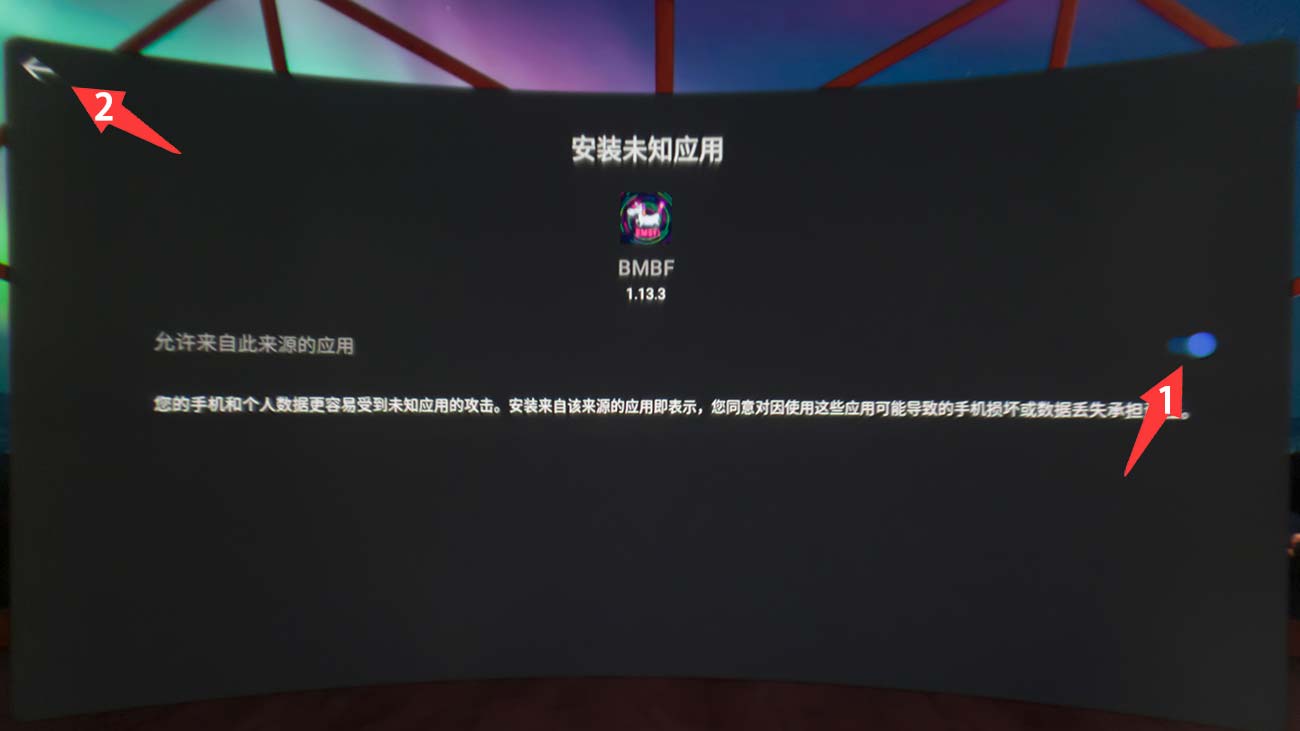 2
安装未知应用
BMBF
BMBF
1.13.3
允许来自此来源的应用
您的手机和个人数据更容易受到未知应用的攻击。安装来自该来源的应用即表示，您同意对因使用这些应用可能导致的手机损坏或数据丢失承担
1